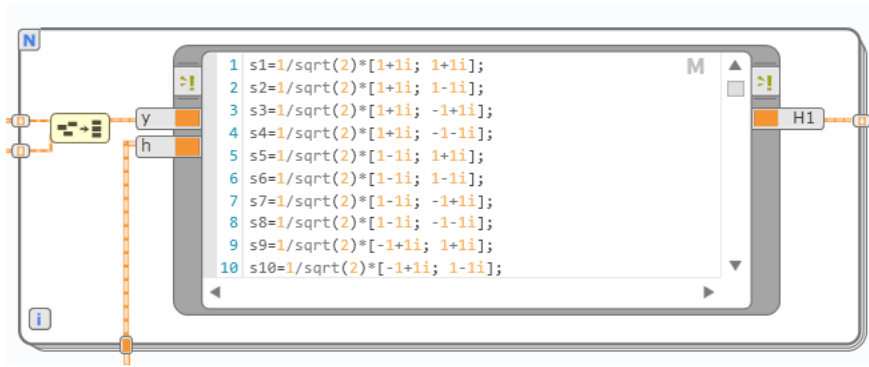 N
M
1 s1=1/sqrt(2)*[1+1i; 1+1i];
2 s2=1/sqrt(2)*[1+1i; 1-1i];
3 s3=1/sqrt(2)*[1+1i; -1+1i];
4 s4=1/sqrt(2)*[1+1i; -1-1i];
5 s5=1/sqrt(2)*[1-1i; 1+1i];
6 s6=1/sqrt(2)*[1-1i; 1-1i];
7 s7=1/sqrt(2)*[1-1i; -1+1i];
8 s8=1/sqrt(2)*[1-1i; -1-1i];
9 s9=1/sqrt(2)*[-1+1i; 1+1i];
10 s10=1/sqrt(2)*[-1+1i; 1-1i];
y
h
H1
i